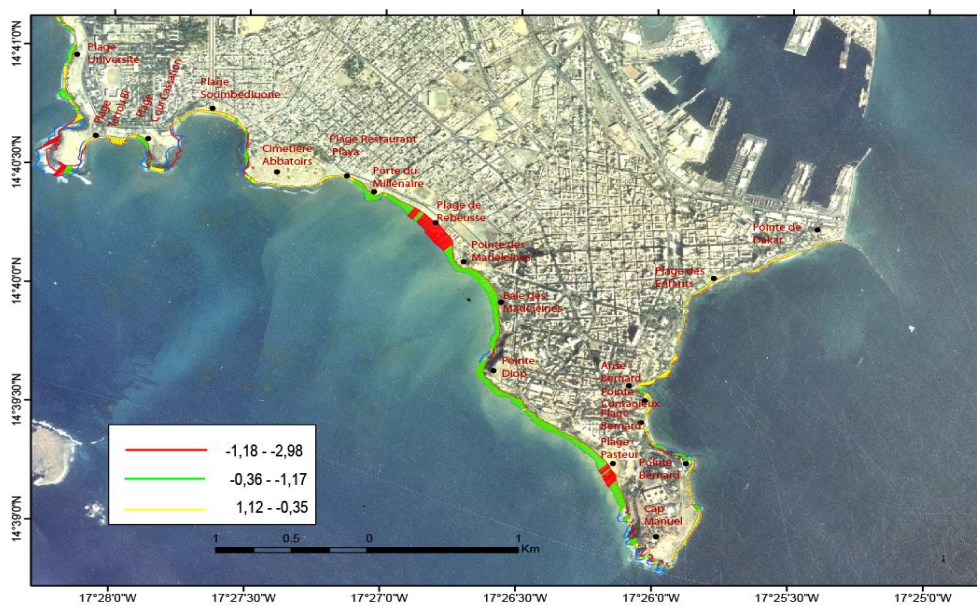 14°41'0"N
14°40'30"N
14°40'0"N
14°39'30"N
14°39'0"N
Plage
Université
Plage
Terrou Bi
Plage
Cour Cassation
Plage
Soumbédiuone
Cimetière
Abbatoirs
Plage Restaurant
Playa
Porte du
Millénaire
Plage de
Rebeusse
Pointe des
Madeleines
Baie des
Madeleines
Pointe
Diop
Pointe de
Dakar
Plage des
Enfants
Anse
Bernard
Pointe
Contagieux
Plage
Bernard
Plage
Pasteur
Pointe
Bernard
Cap
Manuel
-1,18 - -2,98
-0,36 - -1,17
1,12 - -0,35
1 0.5 0 1
Km
17°28'0"W 17°27'30"W 17°27'0"W 17°26'30"W 17°26'0"W 17°25'30"W 17°25'0"W